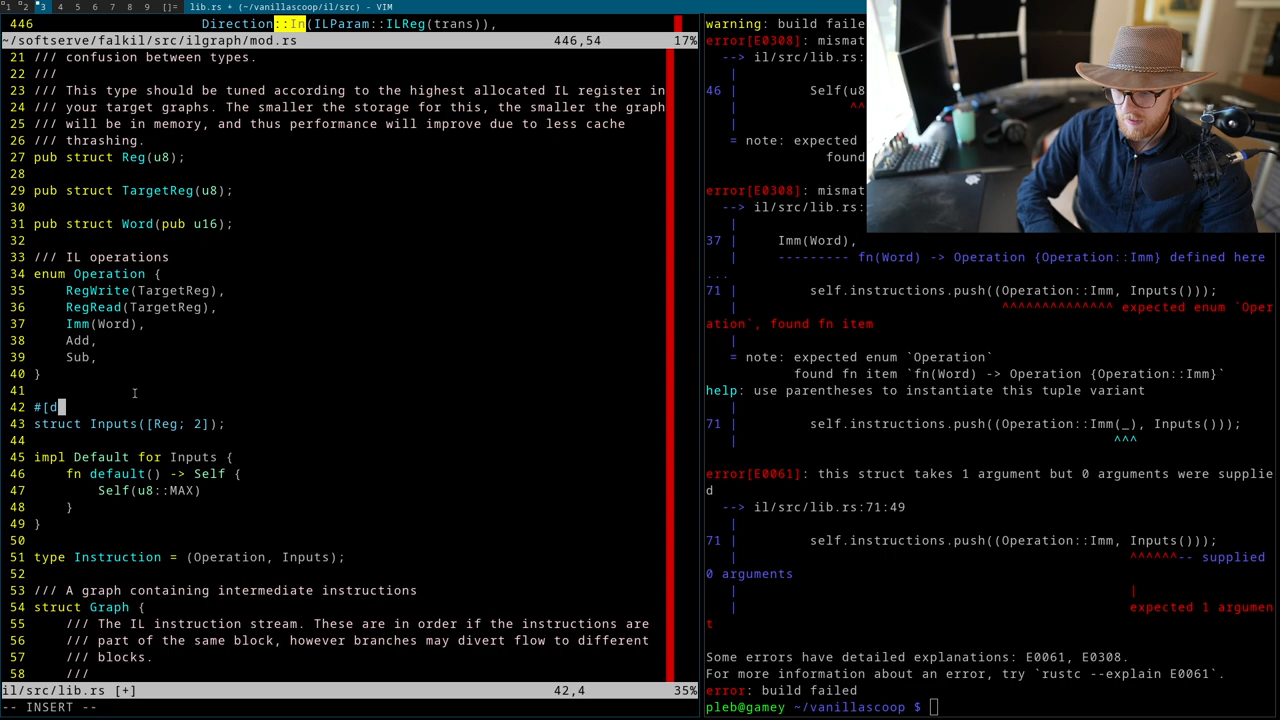 1 2 3 4 5 6 7 8 9 []= lib.rs + (~/vanillascoop/il/src) - VIM
446 Direction::In(ILParam::ILReg(trans)),
~/softserve/falkil/src/ilgraph/mod.rs 446,54 17%
21 /// confusion between types.
22 ///
23 /// This type should be tuned according to the highest allocated IL register in
24 /// your target graphs. The smaller the storage for this, the smaller the graph
25 /// will be in memory, and thus performance will improve due to less cache
26 /// thrashing.
27 pub struct Reg(u8);
28
29 pub struct TargetReg(u8);
30
31 pub struct Word(pub u16);
32
33 /// IL operations
34 enum Operation {
35 RegWrite(TargetReg),
36 RegRead(TargetReg),
37 Imm(Word),
38 Add,
39 Sub,
40 }
41
42 #[d
43 struct Inputs([Reg; 2]);
44
45 impl Default for Inputs {
46 fn default() -> Self {
47 Self(u8::MAX)
48 }
49 }
50
51 type Instruction = (Operation, Inputs);
52
53 /// A graph containing intermediate instructions
54 struct Graph {
55 /// The IL instruction stream. These are in order if the instructions are
56 /// part of the same block, however branches may divert flow to different
57 /// blocks.
58 ///
il/src/lib.rs [+] 42,4 35%
-- INSERT --
warning: build faile
error[E0308]: mismat
--> il/src/lib.rs:
|
46 | Self(u8
| ^^
|
= note: expected
found
error[E0308]: mismat
--> il/src/lib.rs:
|
37 | Imm(Word),
| --------- fn(Word) -> Operation {Operation::Imm} defined here
...
71 | self.instructions.push((Operation::Imm, Inputs()));
| ^^^^^^^^^^^^^^ expected enum `Oper
ation`, found fn item
|
= note: expected enum `Operation`
found fn item `fn(Word) -> Operation {Operation::Imm}`
help: use parentheses to instantiate this tuple variant
|
71 | self.instructions.push((Operation::Imm(_), Inputs()));
| ^^^
error[E0061]: this struct takes 1 argument but 0 arguments were supplie
d
--> il/src/lib.rs:71:49
|
71 | self.instructions.push((Operation::Imm, Inputs()));
| ^^^^^^-- supplied
0 arguments
| |
| expected 1 argumen
t
Some errors have detailed explanations: E0061, E0308.
For more information about an error, try `rustc --explain E0061`.
error: build failed
pleb@gamey ~/vanillascoop $